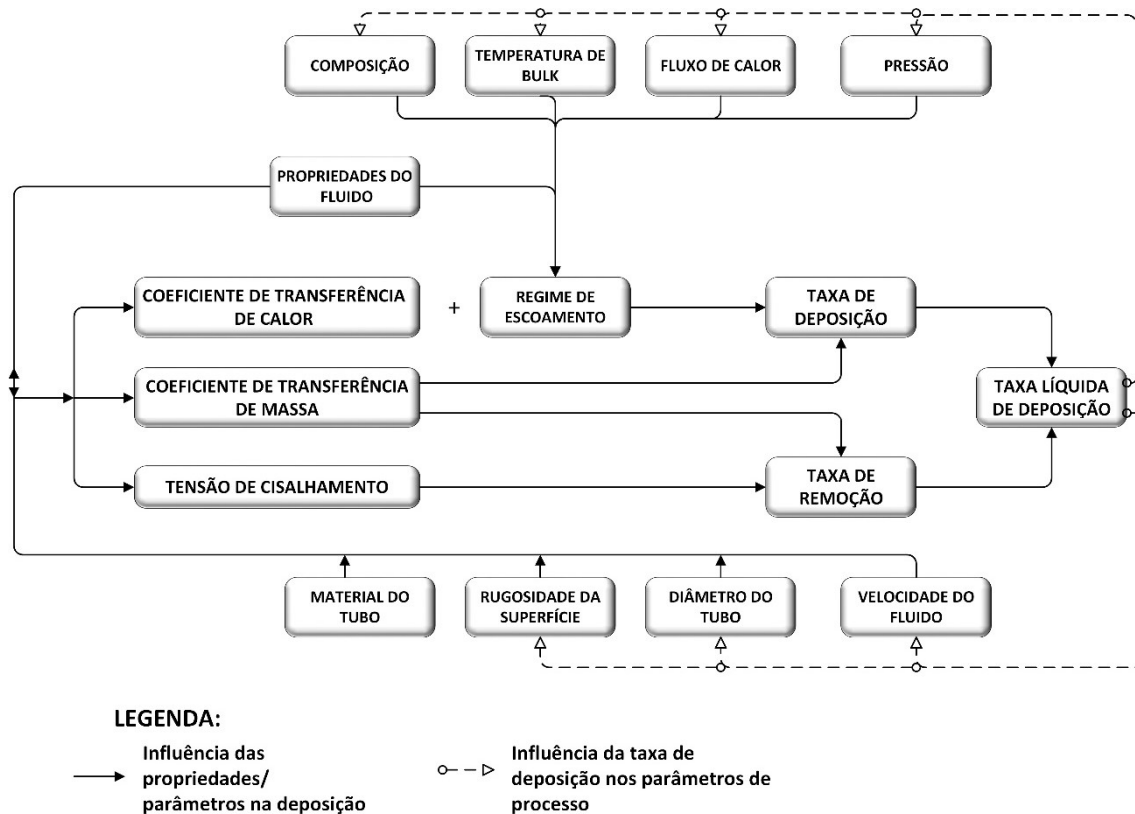 COMPOSIÇÃO
TEMPERATURA DE
BULK
FLUXO DE CALOR
PRESSÃO
PROPRIEDADES DO
FLUIDO
COEFICIENTE DE TRANSFERÊNCIA
DE CALOR
+
REGIME DE
ESCOAMENTO
TAXA DE
DEPOSIÇÃO
COEFICIENTE DE TRANSFERÊNCIA
DE MASSA
TAXA LÍQUIDA
DE DEPOSIÇÃO
TENSÃO DE CISALHAMENTO
TAXA DE
REMOÇÃO
MATERIAL DO
TUBO
RUGOSIDADE DA
SUPERFÍCIE
DIÂMETRO DO
TUBO
VELOCIDADE DO
FLUIDO
LEGENDA:
Influência das
propriedades/
parâmetros na deposição
Influência da taxa de
deposição nos parâmetros de
processo